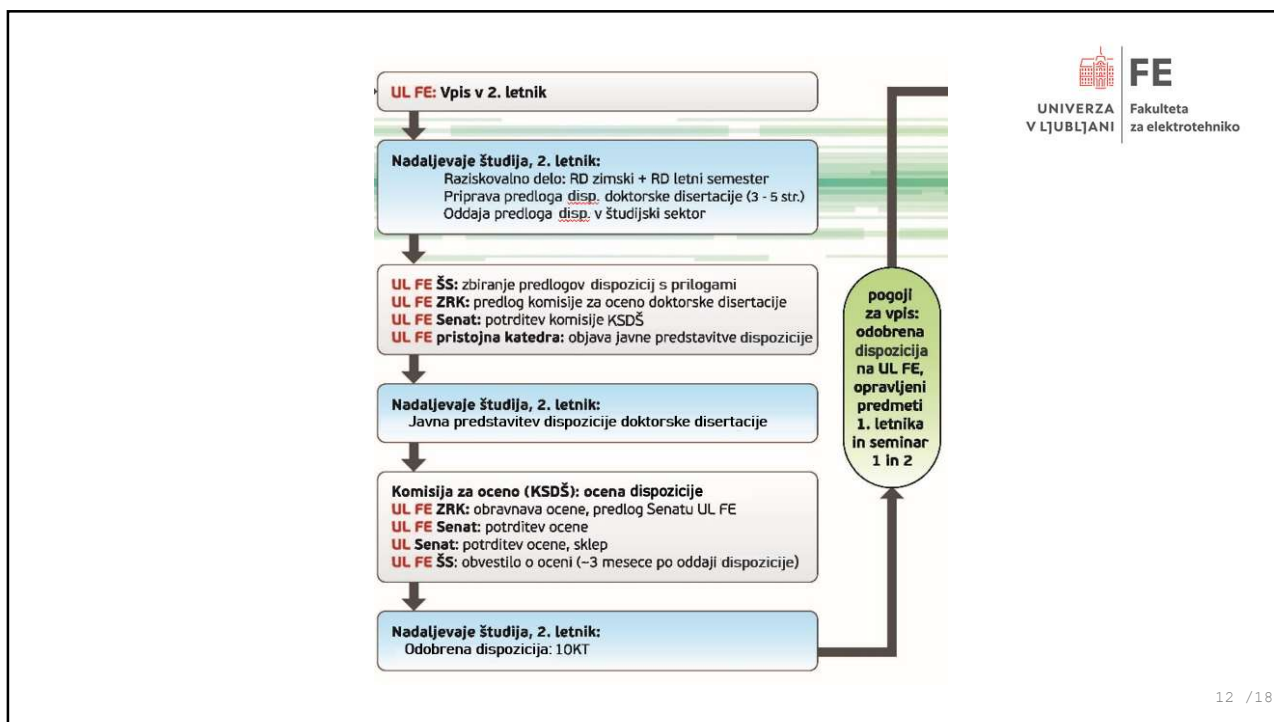 UL FE: Vpis v 2. letnik
Nadaljevaje študija, 2. letnik:
Raziskovalno delo: RD zimski + RD letni semester
Priprava predloga disp. doktorske disertacije (3 - 5 str.)
Oddaja predloga disp. v študijski sektor
UL FE ŠS: zbiranje predlogov dispozicij s prilogami
UL FE ZRK: predlog komisije za oceno doktorske disertacije
UL FE Senat: potrditev komisije KSDŠ
UL FE pristojna katedra: objava javne predstavitve dispozicije
Nadaljevaje študija, 2. letnik:
Javna predstavitev dispozicije doktorske disertacije
Komisija za oceno (KSDŠ): ocena dispozicije
UL FE ZRK: obravnava ocene, predlog Senatu UL FE
UL FE Senat: potrditev ocene
UL Senat: potrditev ocene, sklep
UL FE ŠS: obvestilo o oceni (~3 mesece po oddaji dispozicije)
Nadaljevaje študija, 2. letnik:
Odobrena dispozicija: 10KT
pogoji
za vpis:
odobrena
dispozicija
na UL FE,
opravljeni
predmeti
1. letnika
in seminar
1 in 2
FE
UNIVERZA
V LJUBLJANI
Fakulteta
za elektrotehniko
12 /18